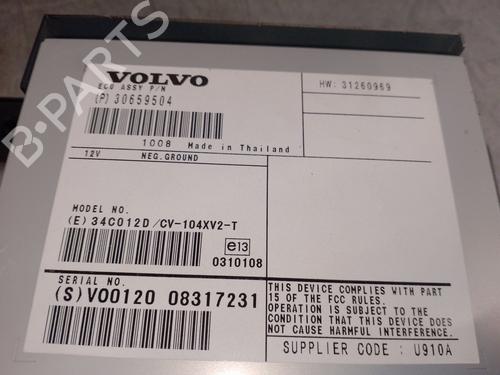 VOLVO
ECU ASSY P/N
(P) 30659504
HW: 31260969
1008 Made in Thailand
12V NEG.GROUND
MODEL NO.
(E) 34C012D/CV-104XV2-T
e13
0310108
SERIAL NO.
(S) VO0120 08317231
THIS DEVICE COMPLIES WITH PART
15 OF THE FCC RULES.
OPERATION IS SUBJECT TO THE
CONDITION THAT THIS DEVICE DOES
NOT CAUSE HARMFUL INTERFERENCE.
SUPPLIER CODE : U910A
B-PARTS